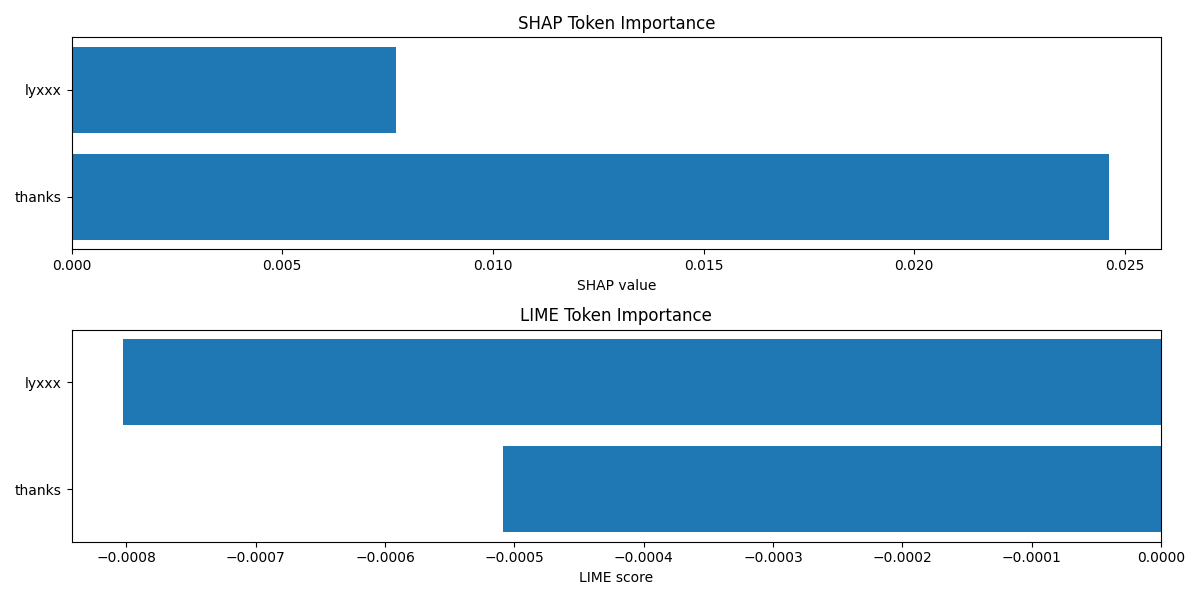 SHAP Token Importance
lyxxx
thanks
0.000 0.005 0.010 0.015 0.020 0.025
SHAP value
LIME Token Importance
lyxxx
thanks
−0.0008 −0.0007 −0.0006 −0.0005 −0.0004 −0.0003 −0.0002 −0.0001 0.0000
LIME score